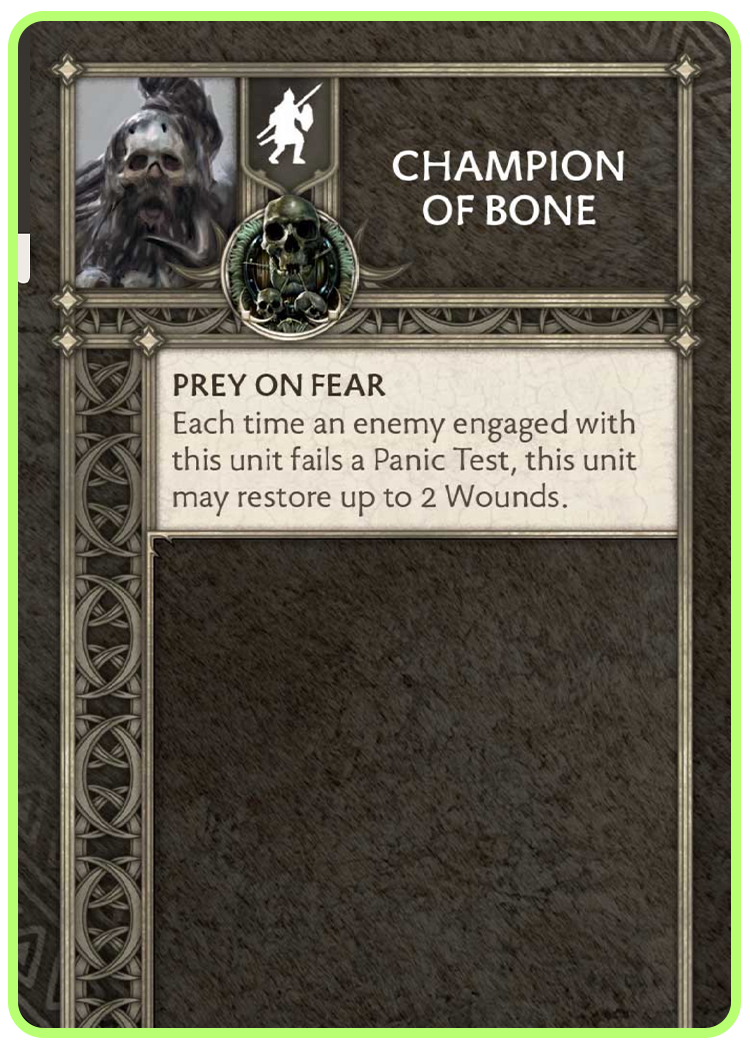 CHAMPION
OF BONE
PREY ON FEAR
Each time an enemy engaged with
this unit fails a Panic Test, this unit
may restore up to 2 Wounds.